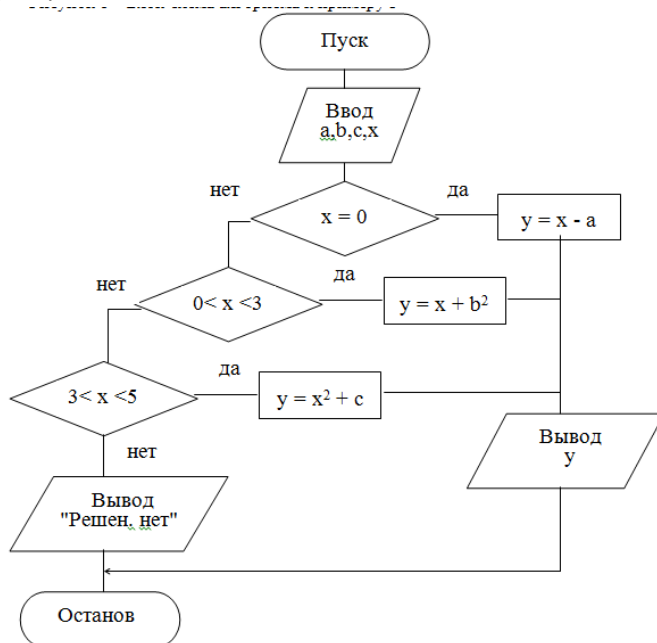 Пуск
Ввод
a,b,c,x
нет
да
x = 0
y = x - a
нет
да
0< x <3
y = x + b²
да
3< x <5
y = x² + c
нет
Вывод
y
Вывод
"Решен. нет"
Останов